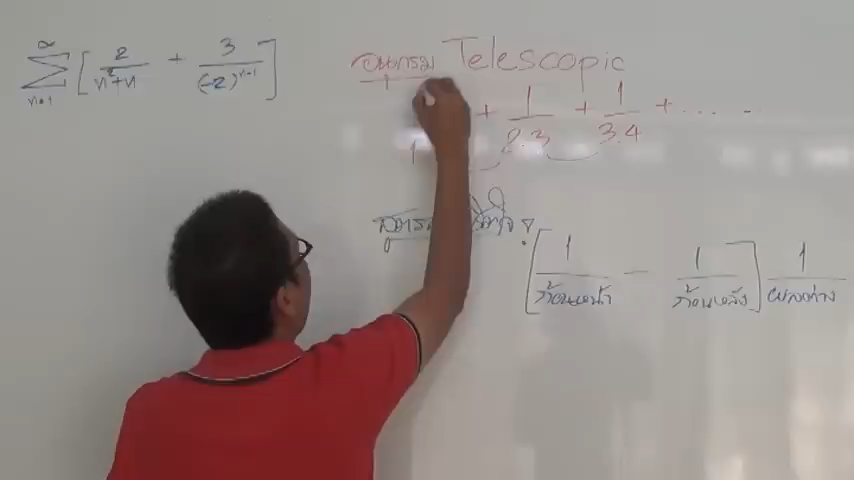 ∞
∑ [ 2/(n²+n) + 3/(-2)ⁿ⁻¹ ]
n=1
อนุกรม Telescopic
+ 1/2.3 + 1/3.4 + ... .
1
[ 1/ก้อนหน้า - 1/ก้อนหลัง ] 1/ผลต่าง